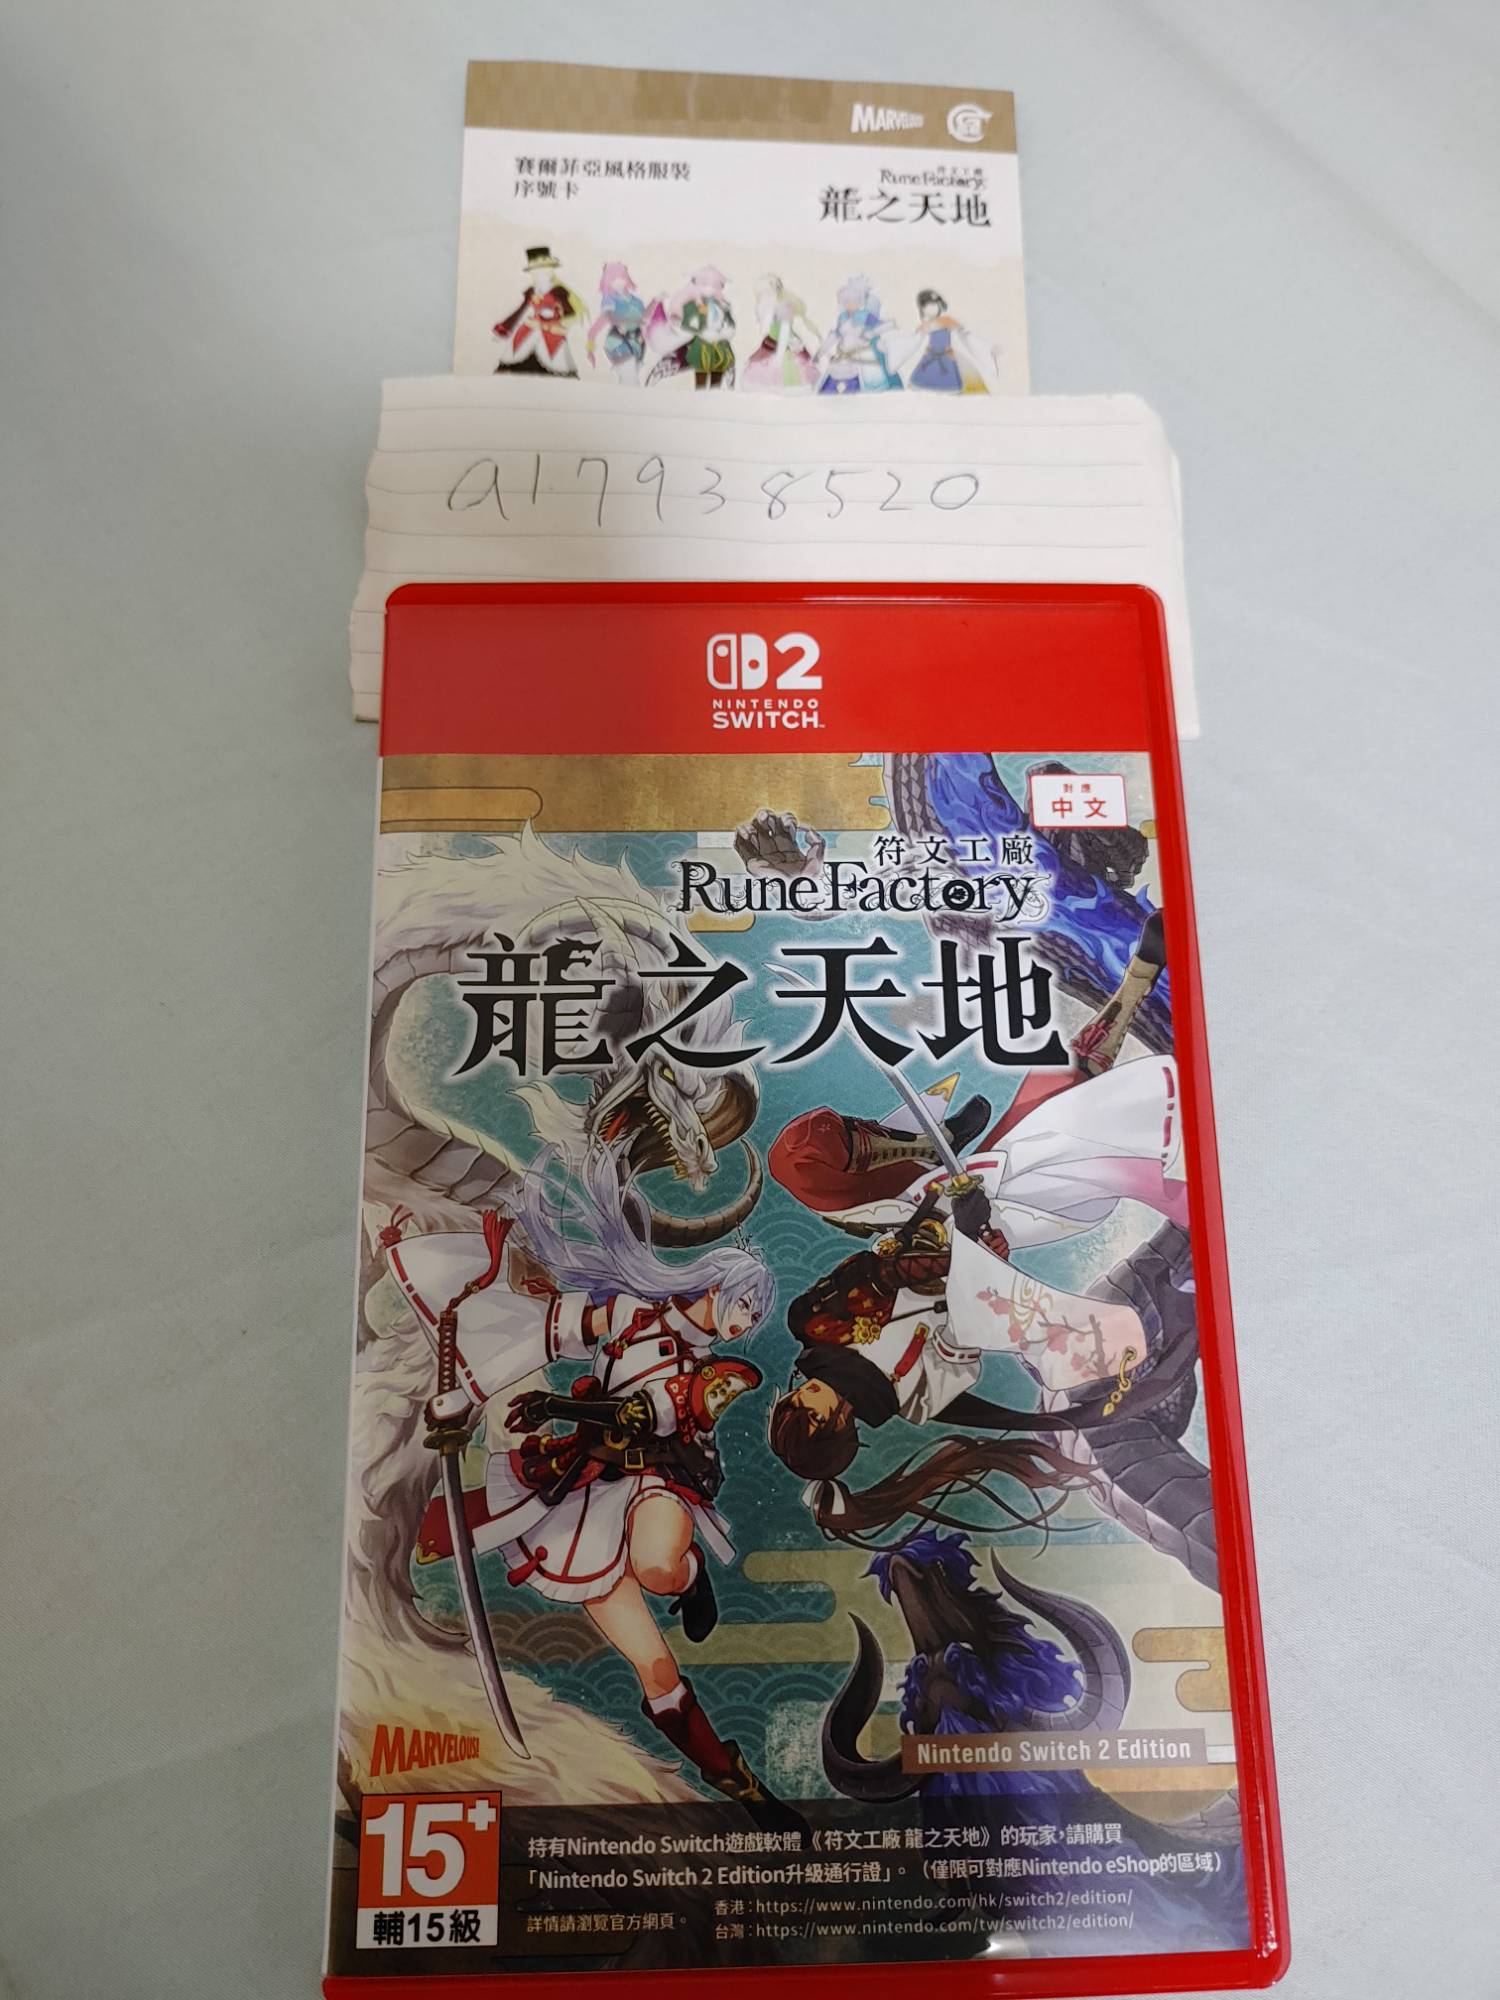 MARVELOUS!
賽爾菲亞風格服裝
序號卡
符文工廠
Rune Factory
龍之天地
a17938520
2
NINTENDO
SWITCH
對應
中文
符文工廠
Rune Factory
龍之天地
MARVELOUS!
Nintendo Switch 2 Edition
15+
輔15級
持有Nintendo Switch遊戲軟體《符文工廠 龍之天地》的玩家，請購買
「Nintendo Switch 2 Edition升級通行證」。（僅限可對應Nintendo eShop的區域）
詳情請瀏覽官方網頁。
香港：https://www.nintendo.com/hk/switch2/edition/
台灣：https://www.nintendo.com/tw/switch2/edition/